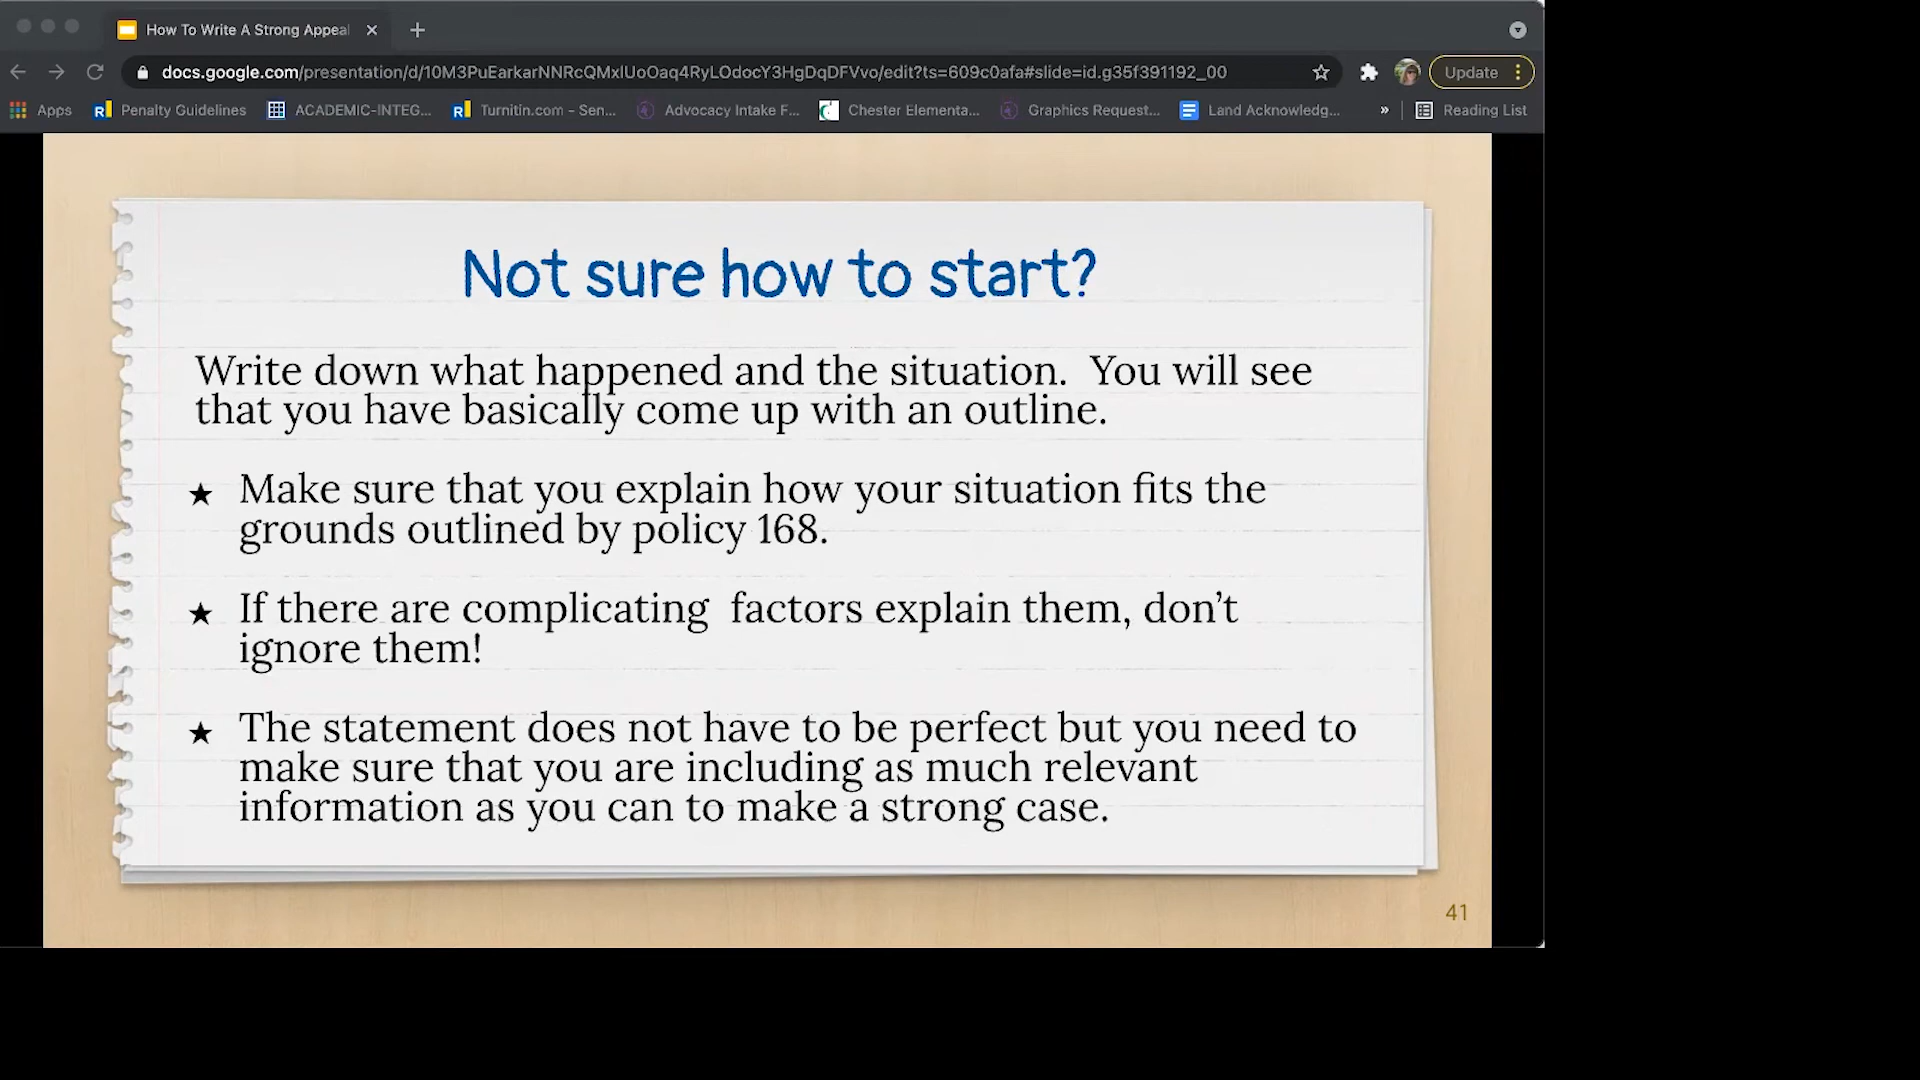 How To Write A Strong Appeal
docs.google.com/presentation/d/10M3PuEarkarNNRcQMxlUoOaq4RyLOdocY3HgDqDFVvo/edit?ts=609c0afa#slide=id.g35f391192_00
Update
Apps Penalty Guidelines ACADEMIC-INTEG... Turnitin.com – Sen... Advocacy Intake F... Chester Elementa... Graphics Request... Land Acknowledg... » Reading List
Not sure how to start?
Write down what happened and the situation.  You will see
that you have basically come up with an outline.
★ Make sure that you explain how your situation fits the
grounds outlined by policy 168.
★ If there are complicating  factors explain them, don’t
ignore them!
★ The statement does not have to be perfect but you need to
make sure that you are including as much relevant
information as you can to make a strong case.
41